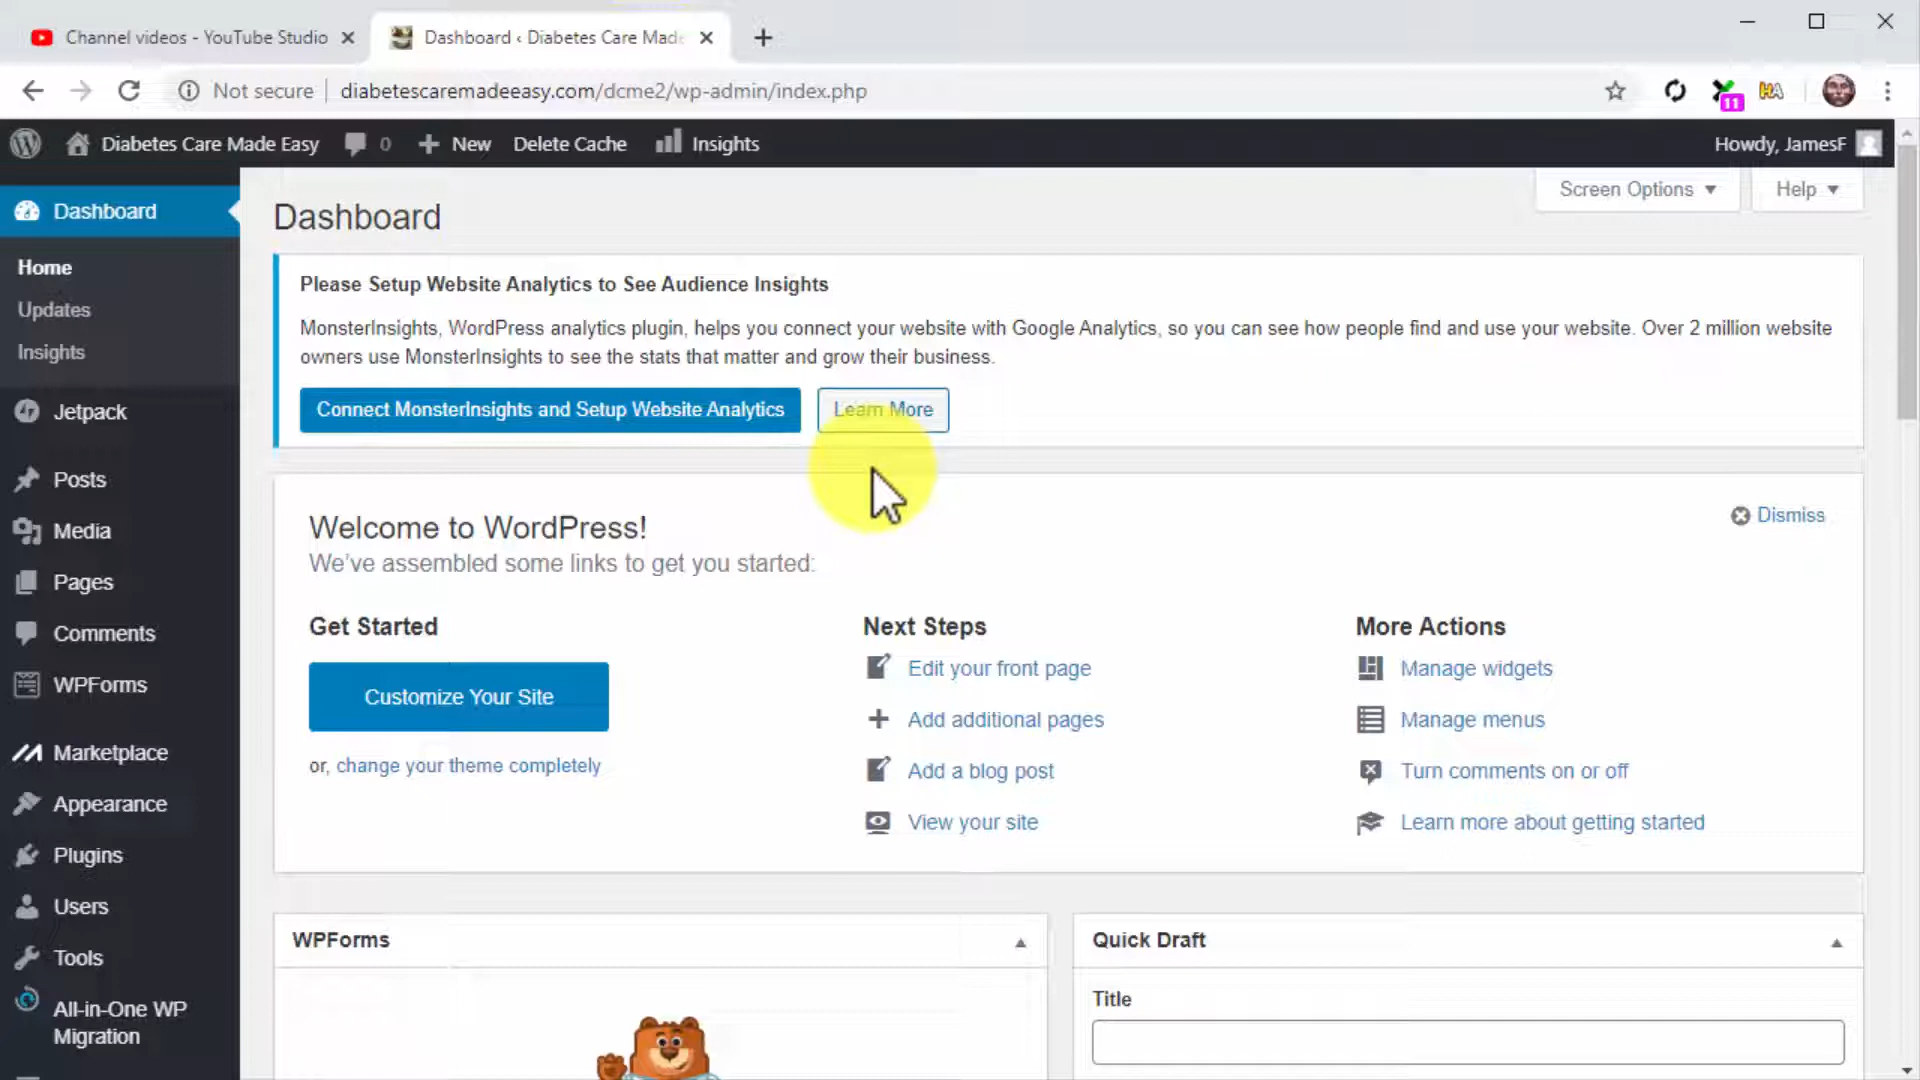 Channel videos - YouTube Studio
Dashboard ‹ Diabetes Care Made
Not secure
diabetescaremadeeasy.com/dcme2/wp-admin/index.php
11
HA
Diabetes Care Made Easy
0
New
Delete Cache
Insights
Howdy, JamesF
Screen Options
Help
Dashboard
Home
Updates
Insights
Jetpack
Posts
Media
Pages
Comments
WPForms
Marketplace
Appearance
Plugins
Users
Tools
All-in-One WP
Migration
Dashboard
Please Setup Website Analytics to See Audience Insights
MonsterInsights, WordPress analytics plugin, helps you connect your website with Google Analytics, so you can see how people find and use your website. Over 2 million website
owners use MonsterInsights to see the stats that matter and grow their business.
Connect MonsterInsights and Setup Website Analytics
Learn More
Welcome to WordPress!
We've assembled some links to get you started:
Dismiss
Get Started
Customize Your Site
or, change your theme completely
Next Steps
Edit your front page
Add additional pages
Add a blog post
View your site
More Actions
Manage widgets
Manage menus
Turn comments on or off
Learn more about getting started
WPForms
Quick Draft
Title